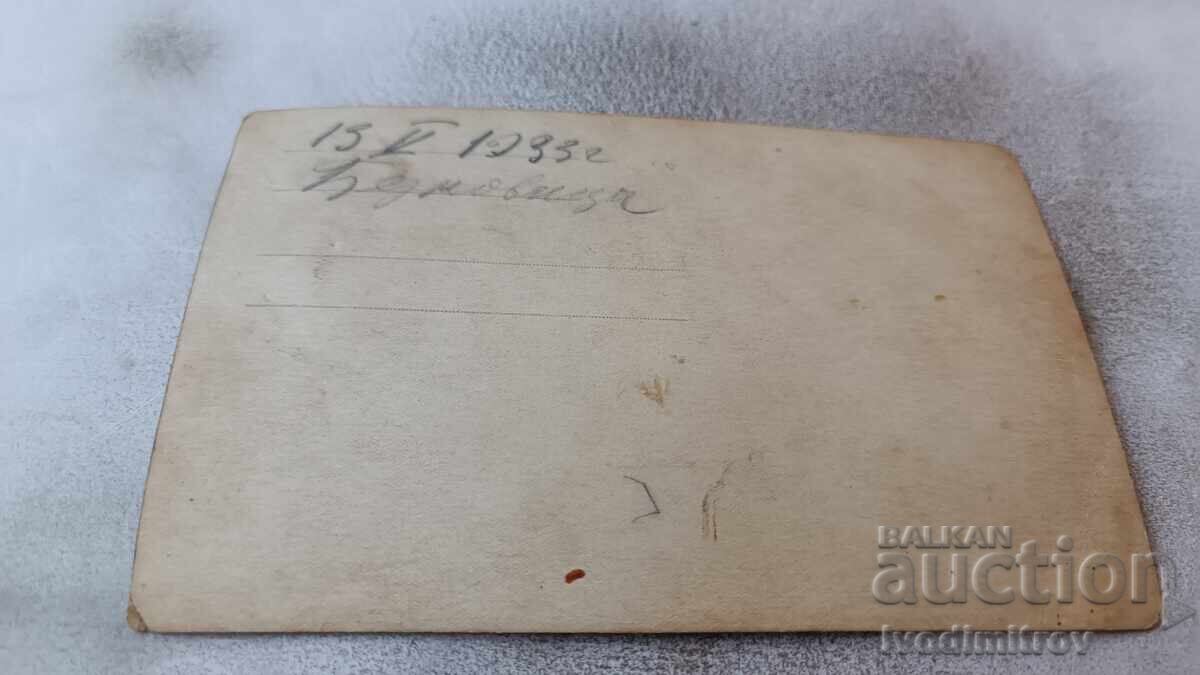 15 V 1933г
BALKAN
auction
Ivodimitrov